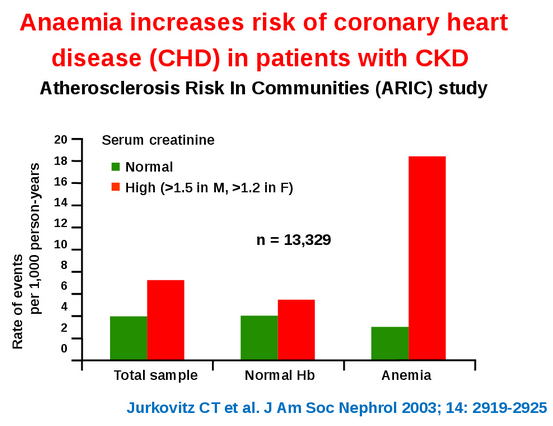 Anaemia increases risk of coronary heart
disease (CHD) in patients with CKD
Atherosclerosis Risk In Communities (ARIC) study
Serum creatinine
Normal
High (>1.5 in M, >1.2 in F)
n = 13,329
Rate of events
per 1,000 person-years
20
18
16
14
12
10
8
6
4
2
0
Total sample
Normal Hb
Anemia
Jurkovitz CT et al. J Am Soc Nephrol 2003; 14: 2919-2925